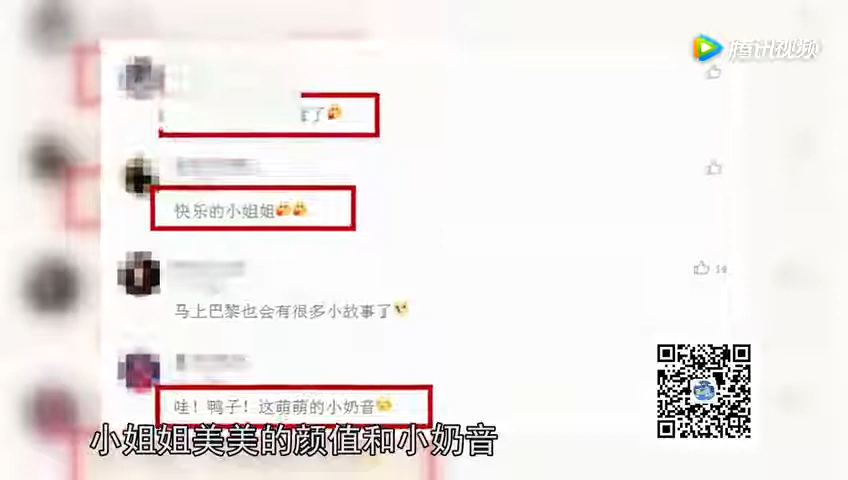 腾讯视频
了
快乐的小姐姐
14
马上巴黎也会有很多小故事了
哇！鸭子！这萌萌的小奶音
小姐姐美美的颜值和小奶音